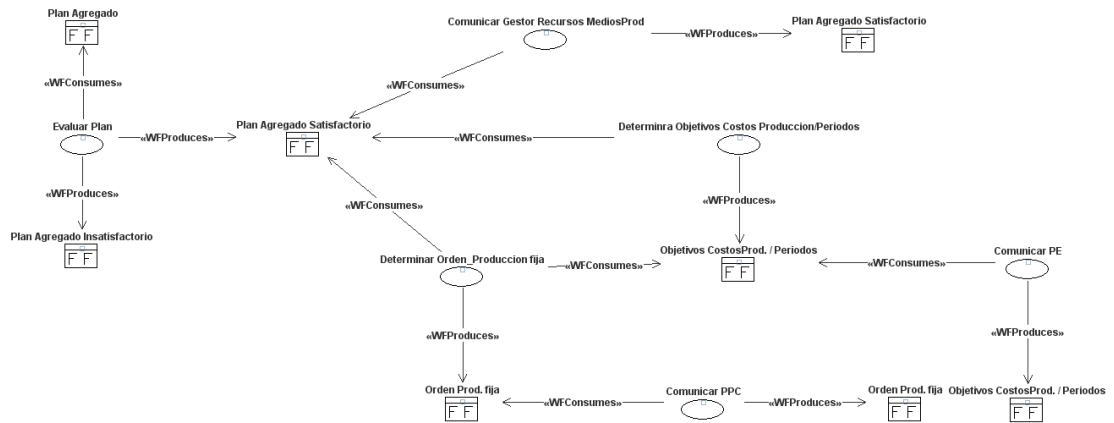 Plan Agregado
F F
Comunicar Gestor Recursos MediosProd
«WFProduces»
Plan Agregado Satisfactorio
F F
«WFConsumes»
«WFConsumes»
Evaluar Plan
«WFProduces»
Plan Agregado Satisfactorio
F F
«WFConsumes»
Determinra Objetivos Costos Produccion/Periodos
«WFProduces»
«WFConsumes»
«WFProduces»
Plan Agregado Insatisfactorio
F F
Determinar Orden_Produccion fija
«WFConsumes»
Objetivos CostosProd. / Periodos
F F
«WFConsumes»
Comunicar PE
«WFProduces»
«WFProduces»
Orden Prod. fija
F F
«WFConsumes»
Comunicar PPC
«WFProduces»
Orden Prod. fija
F F
Objetivos CostosProd. / Periodos
F F